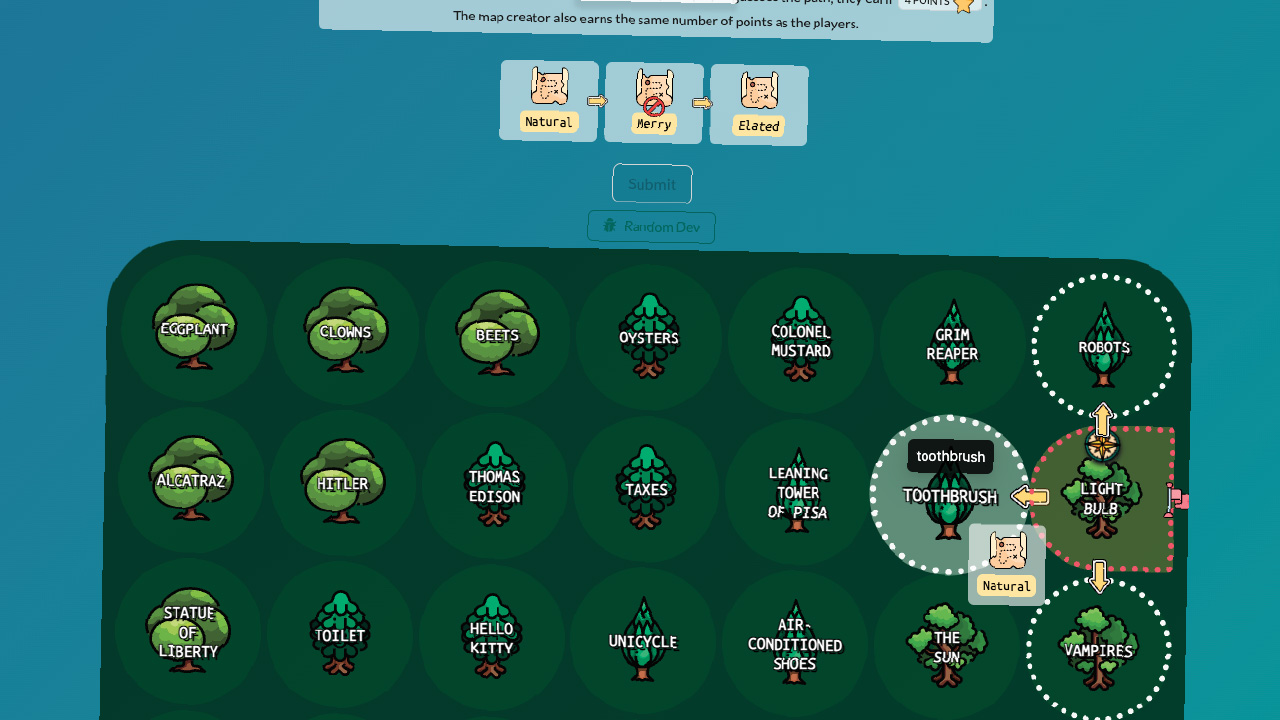 4 POINTS
The map creator also earns the same number of points as the players.
Natural
Merry
Elated
Submit
Random Dev
EGGPLANT
CLOWNS
BEETS
OYSTERS
COLONEL
MUSTARD
GRIM
REAPER
ROBOTS
ALCATRAZ
HITLER
THOMAS
EDISON
TAXES
LEANING
TOWER
OF PISA
toothbrush
TOOTHBRUSH
LIGHT
BULB
Natural
STATUE
OF
LIBERTY
TOILET
HELLO
KITTY
UNICYCLE
AIR-
CONDITIONED
SHOES
THE
SUN
VAMPIRES